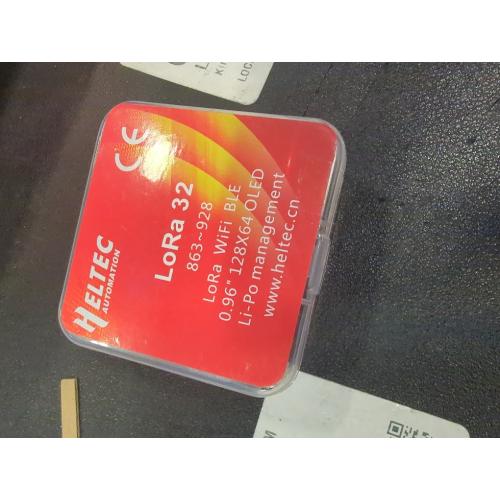 HELTEC
AUTOMATION
CE
LoRa 32
863~928
LoRa WiFi BLE
0.96" 128X64 OLED
Li-Po management
www.heltec.cn